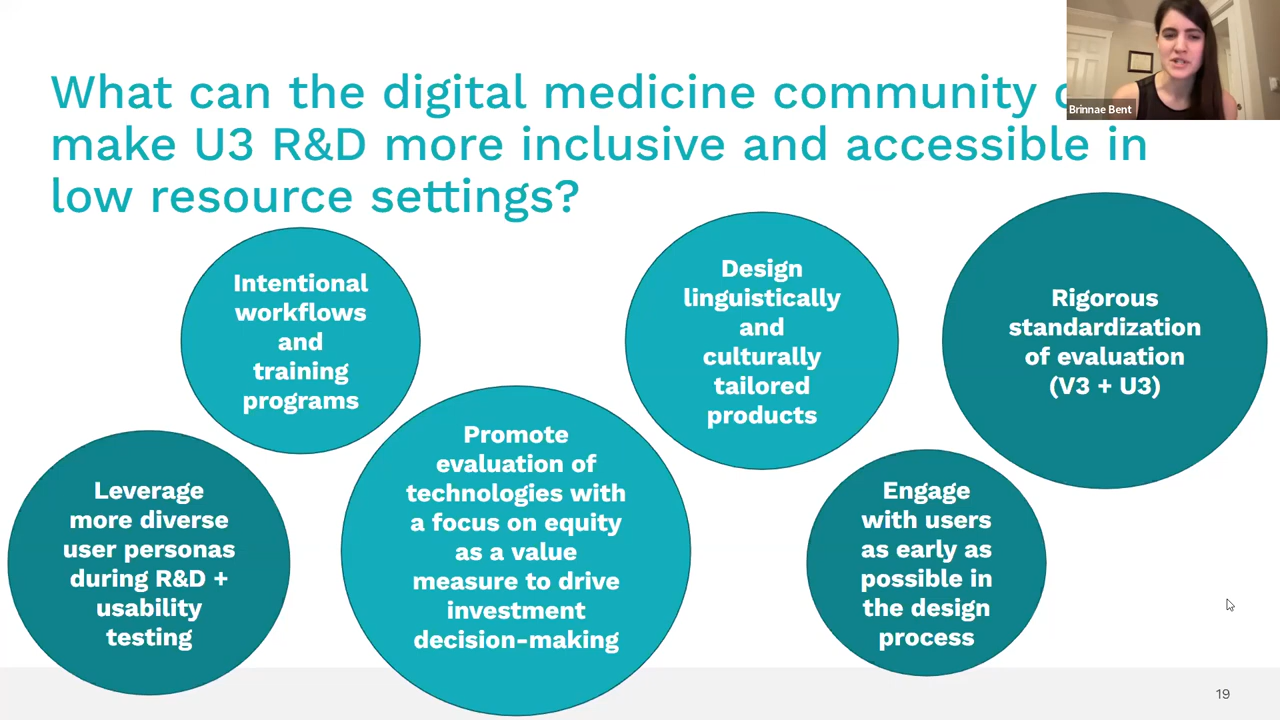 What can the digital medicine community
make U3 R&D more inclusive and accessible in
low resource settings?
Brinnae Bent
Intentional
workflows
and
training
programs
Design
linguistically
and
culturally
tailored
products
Rigorous
standardization
of evaluation
(V3 + U3)
Leverage
more diverse
user personas
during R&D +
usability
testing
Promote
evaluation of
technologies with
a focus on equity
as a value
measure to drive
investment
decision-making
Engage
with users
as early as
possible in
the design
process
19